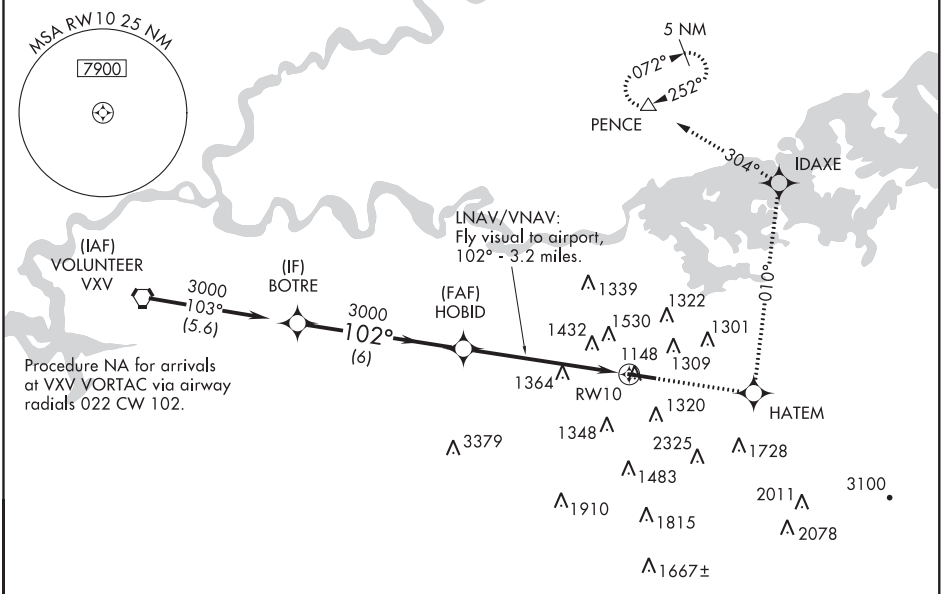 MSA RW10 25 NM
7900
5 NM
072°
252°
PENCE
304°
IDAXE
LNAV/VNAV:
Fly visual to airport,
102° - 3.2 miles.
(IAF)
VOLUNTEER
VXV
3000
103°
(5.6)
(IF)
BOTRE
3000
102°
(6)
(FAF)
HOBID
010°
1339
1322
1530
1432
1301
1148
1309
1364
RW10
HATEM
Procedure NA for arrivals
at VXV VORTAC via airway
radials 022 CW 102.
1320
1348
3379
2325
1728
1483
3100
2011
1910
1815
2078
1667±